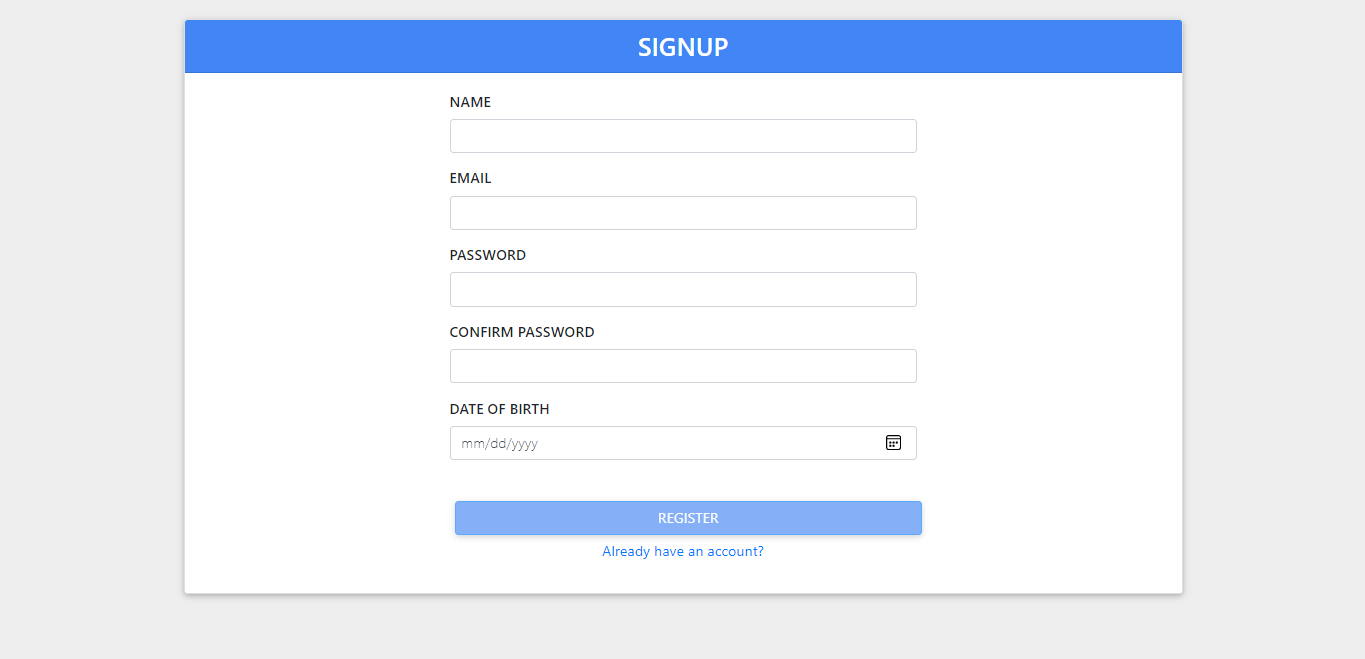 SIGNUP
NAME
EMAIL
PASSWORD
CONFIRM PASSWORD
DATE OF BIRTH
mm/dd/yyyy
REGISTER
Already have an account?